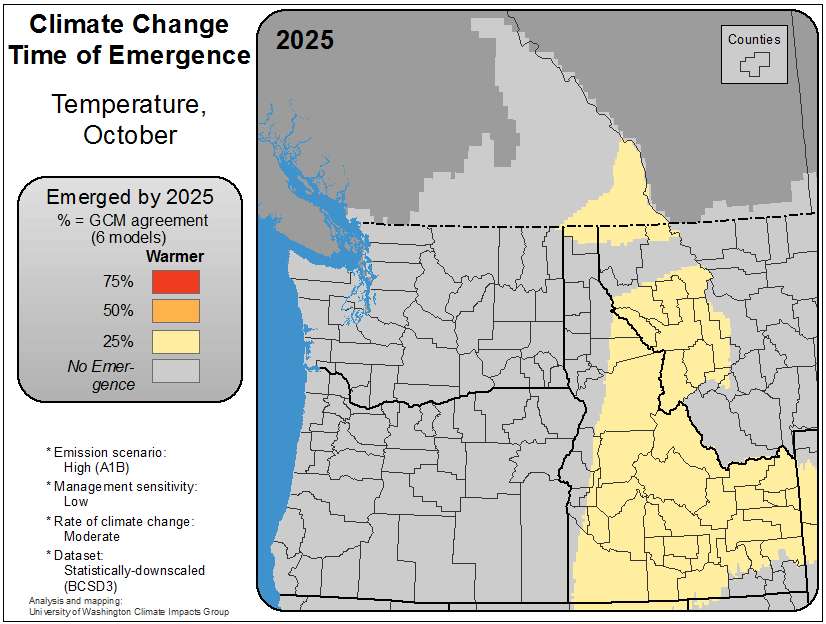 Climate Change
Time of Emergence
Temperature,
October
Emerged by 2025
% = GCM agreement
(6 models)
Warmer
75%
50%
25%
No Emer-
gence
* Emission scenario:
High (A1B)
* Management sensitivity:
Low
* Rate of climate change:
Moderate
* Dataset:
Statistically-downscaled
(BCSD3)
Analysis and mapping:
University of Washington Climate Impacts Group
2025
Counties